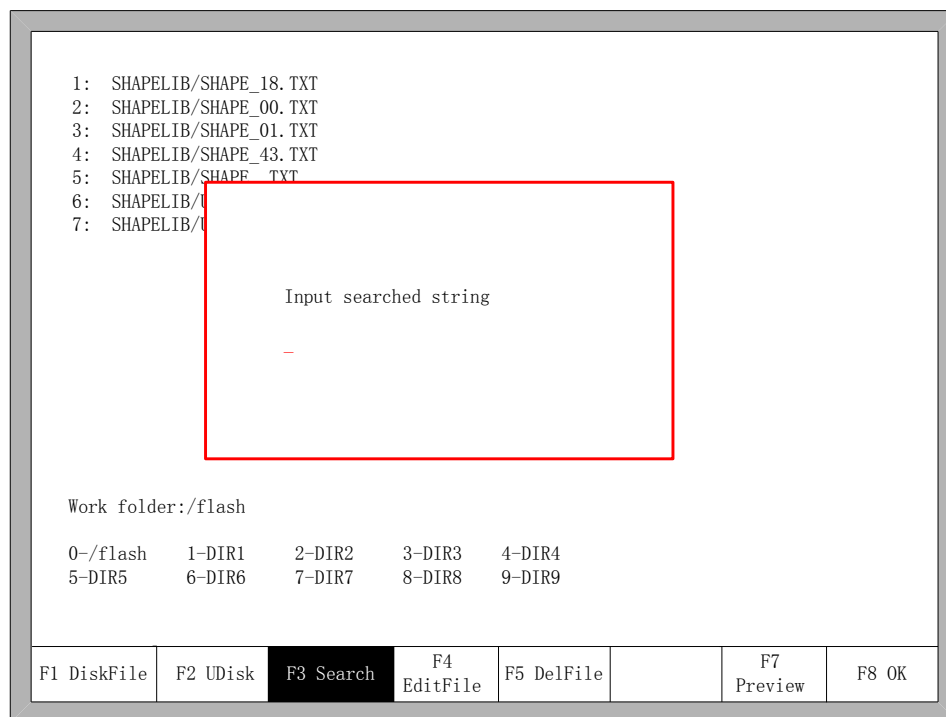 1: SHAPELIB/SHAPE_18.TXT
2: SHAPELIB/SHAPE_00.TXT
3: SHAPELIB/SHAPE_01.TXT
4: SHAPELIB/SHAPE_43.TXT
5: SHAPELIB/SHAPE_ .TXT
6: SHAPELIB/
7: SHAPELIB/
Input searched string
_
Work folder:/flash
0-/flash 1-DIR1 2-DIR2 3-DIR3 4-DIR4
5-DIR5 6-DIR6 7-DIR7 8-DIR8 9-DIR9
F1 DiskFile F2 UDisk F3 Search F4 EditFile F5 DelFile F7 Preview F8 OK